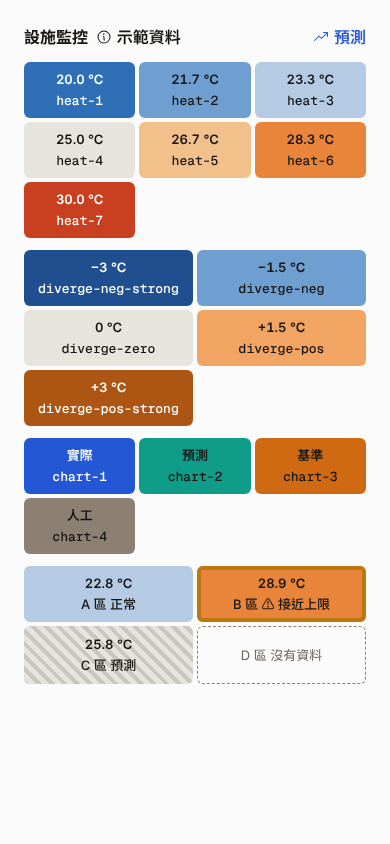 設施監控 示範資料 預測
20.0 °C 21.7 °C 23.3 °C
heat-1 heat-2 heat-3
25.0 °C 26.7 °C 28.3 °C
heat-4 heat-5 heat-6
30.0 °C
heat-7
−3 °C −1.5 °C
diverge-neg-strong diverge-neg
0 °C +1.5 °C
diverge-zero diverge-pos
+3 °C
diverge-pos-strong
實際 預測 基準
chart-1 chart-2 chart-3
人工
chart-4
22.8 °C 28.9 °C
A 區 正常 B 區 ⚠ 接近上限
25.8 °C
C 區 預測 D 區 沒有資料